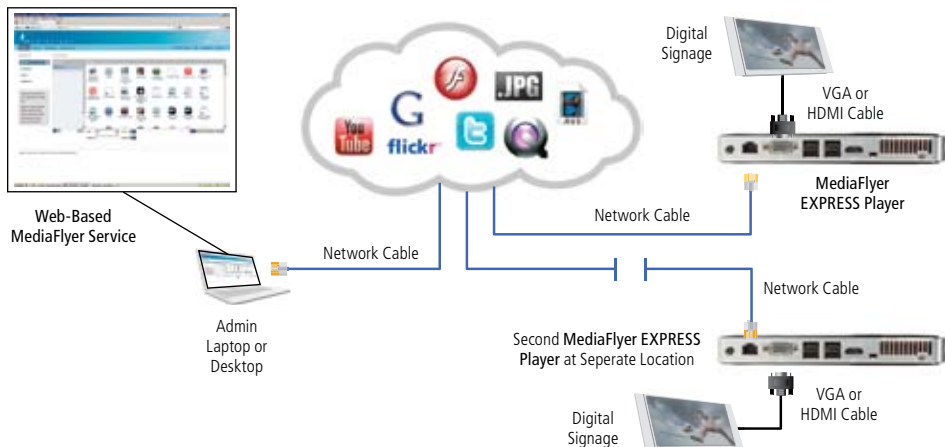 Web-Based
MediaFlyer Service
Admin
Laptop or
Desktop
Network Cable
You
Tube
G
flickr
.JPG
Network Cable
Digital
Signage
VGA or
HDMI Cable
MediaFlyer
EXPRESS Player
Network Cable
Second MediaFlyer EXPRESS
Player at Seperate Location
Digital
Signage
VGA or
HDMI Cable